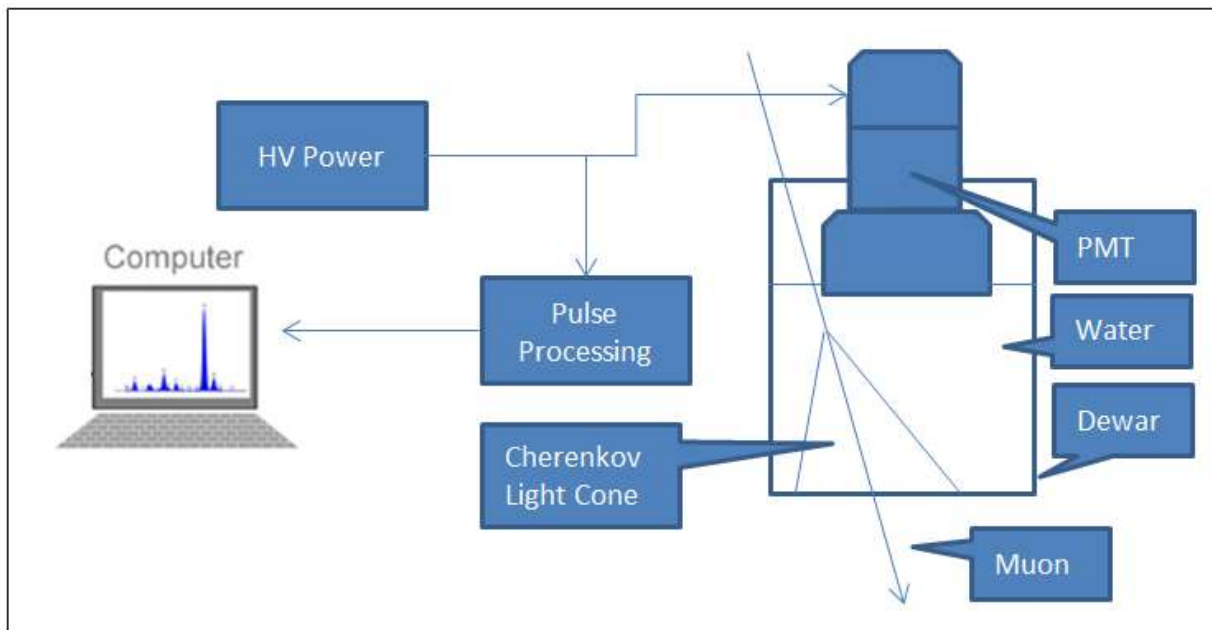 HV Power
Computer
PMT
Pulse
Processing
Water
Dewar
Cherenkov
Light Cone
Muon